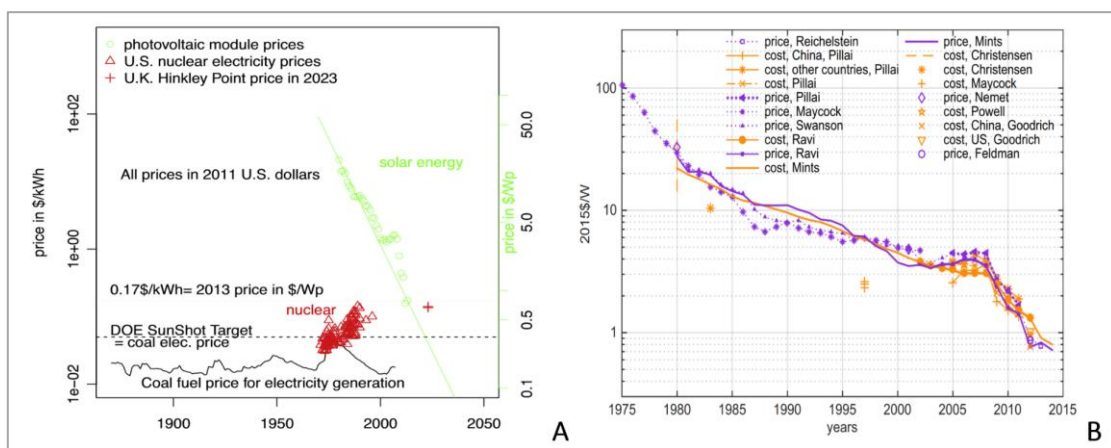 photovoltaic module prices
U.S. nuclear electricity prices
U.K. Hinkley Point price in 2023
price in $/kWh
1e+02
1e+00
1e-02
solar energy
All prices in 2011 U.S. dollars
0.17$/kWh= 2013 price in $/Wp
nuclear
DOE SunShot Target
= coal elec. price
Coal fuel price for electricity generation
50.0
5.0
0.5
0.1
price in $/Wp
1900
1950
2000
2050
A
2015$/W
100
10
1
price, Reichelstein
cost, China, Pillai
cost, other countries, Pillai
cost, Pillai
price, Pillai
price, Maycock
price, Swanson
cost, Ravi
price, Ravi
cost, Mints
price, Mints
cost, Christensen
cost, Christensen
cost, Maycock
price, Nemet
cost, Powell
cost, China, Goodrich
cost, US, Goodrich
price, Feldman
1975
1980
1985
1990
1995
2000
2005
2010
2015
years
B